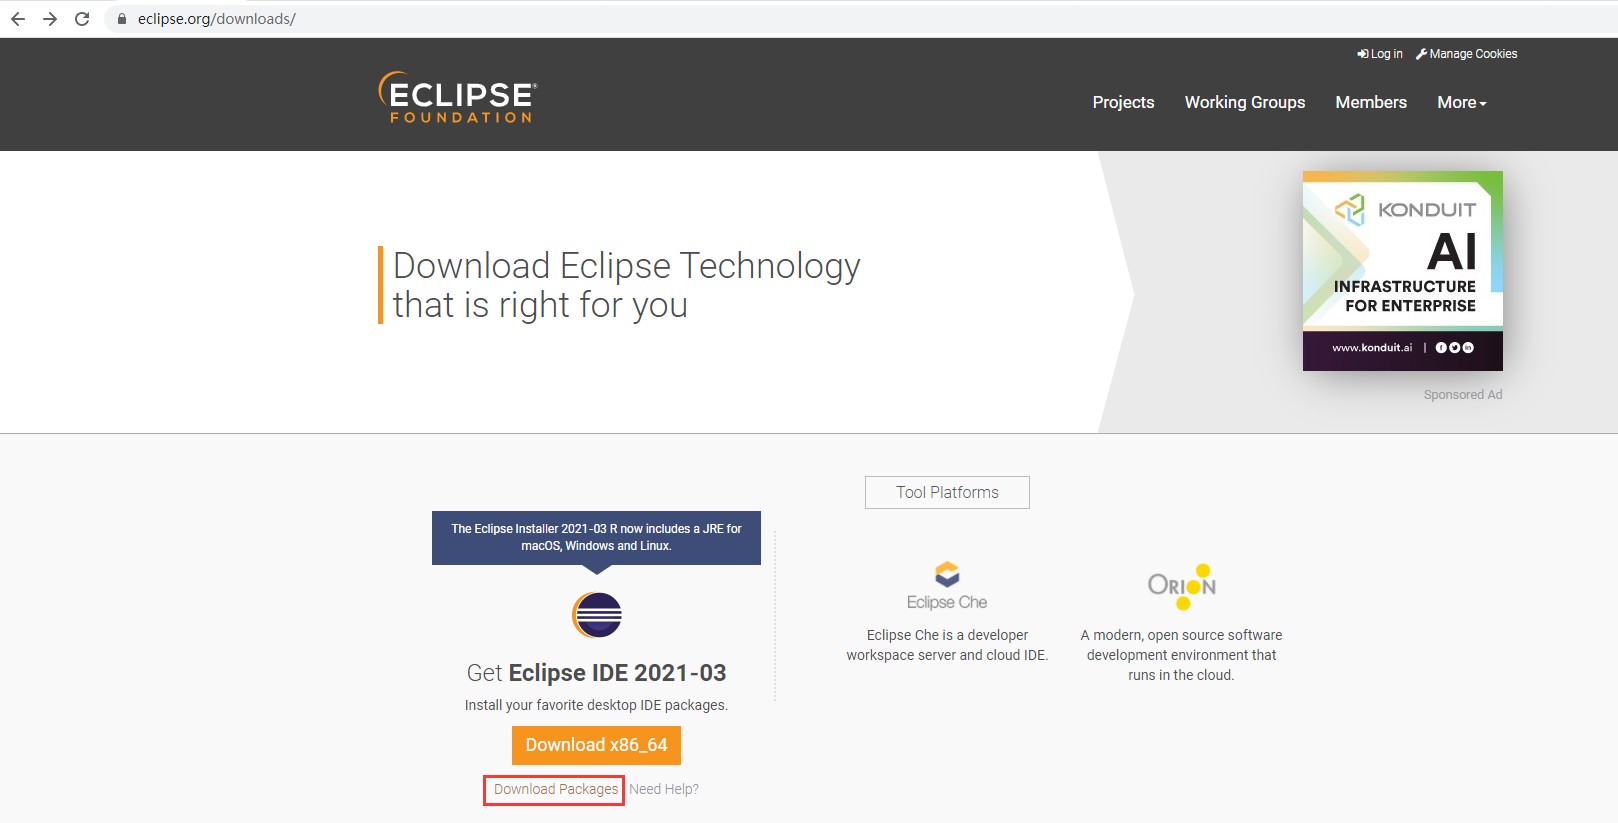 eclipse.org/downloads/
Log in Manage Cookies
ECLIPSE®
FOUNDATION
Projects Working Groups Members More
Download Eclipse Technology
that is right for you
KONDUIT
AI
INFRASTRUCTURE
FOR ENTERPRISE
www.konduit.ai |
Sponsored Ad
Tool Platforms
The Eclipse Installer 2021-03 R now includes a JRE for
macOS, Windows and Linux.
Get Eclipse IDE 2021-03
Install your favorite desktop IDE packages.
Download x86_64
Download Packages Need Help?
Eclipse Che
Eclipse Che is a developer
workspace server and cloud IDE.
ORION
A modern, open source software
development environment that
runs in the cloud.